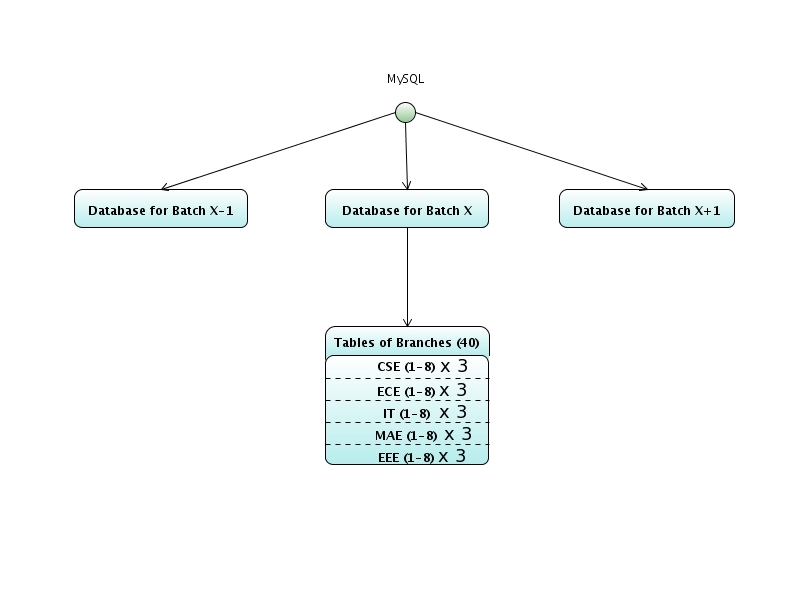 MySQL
Database for Batch X-1
Database for Batch X
Database for Batch X+1
Tables of Branches (40)
CSE (1-8) x 3
ECE (1-8) x 3
IT (1-8) x 3
MAE (1-8) x 3
EEE (1-8) x 3